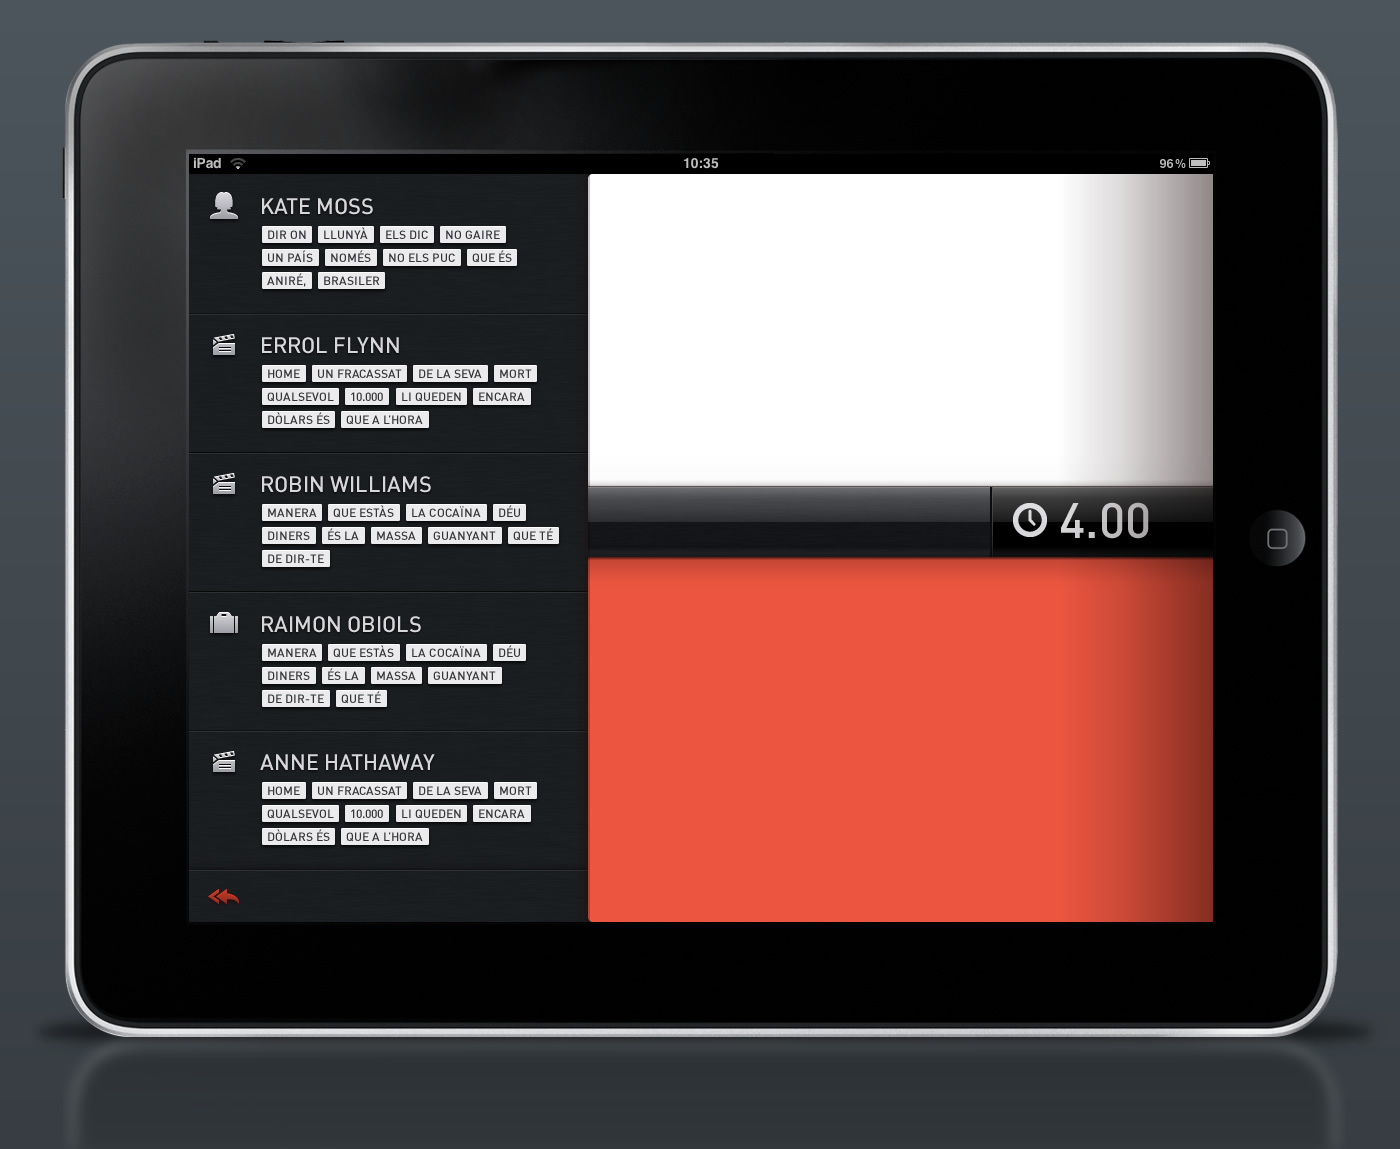 iPad 10:35 96%
KATE MOSS
DIR ON LLUNYÀ ELS DIC NO GAIRE
UN PAÍS NOMÉS NO ELS PUC QUE ÉS
ANIRÉ, BRASILER
ERROL FLYNN
HOME UN FRACASSAT DE LA SEVA MORT
QUALSEVOL 10.000 LI QUEDEN ENCARA
DÒLARS ÉS QUE A L'HORA
ROBIN WILLIAMS
MANERA QUE ESTÀS LA COCAÏNA DÉU
DINERS ÉS LA MASSA GUANYANT QUE TÉ
DE DIR-TE
4.00
RAIMON OBIOLS
MANERA QUE ESTÀS LA COCAÏNA DÉU
DINERS ÉS LA MASSA GUANYANT
DE DIR-TE QUE TÉ
ANNE HATHAWAY
HOME UN FRACASSAT DE LA SEVA MORT
QUALSEVOL 10.000 LI QUEDEN ENCARA
DÒLARS ÉS QUE A L'HORA